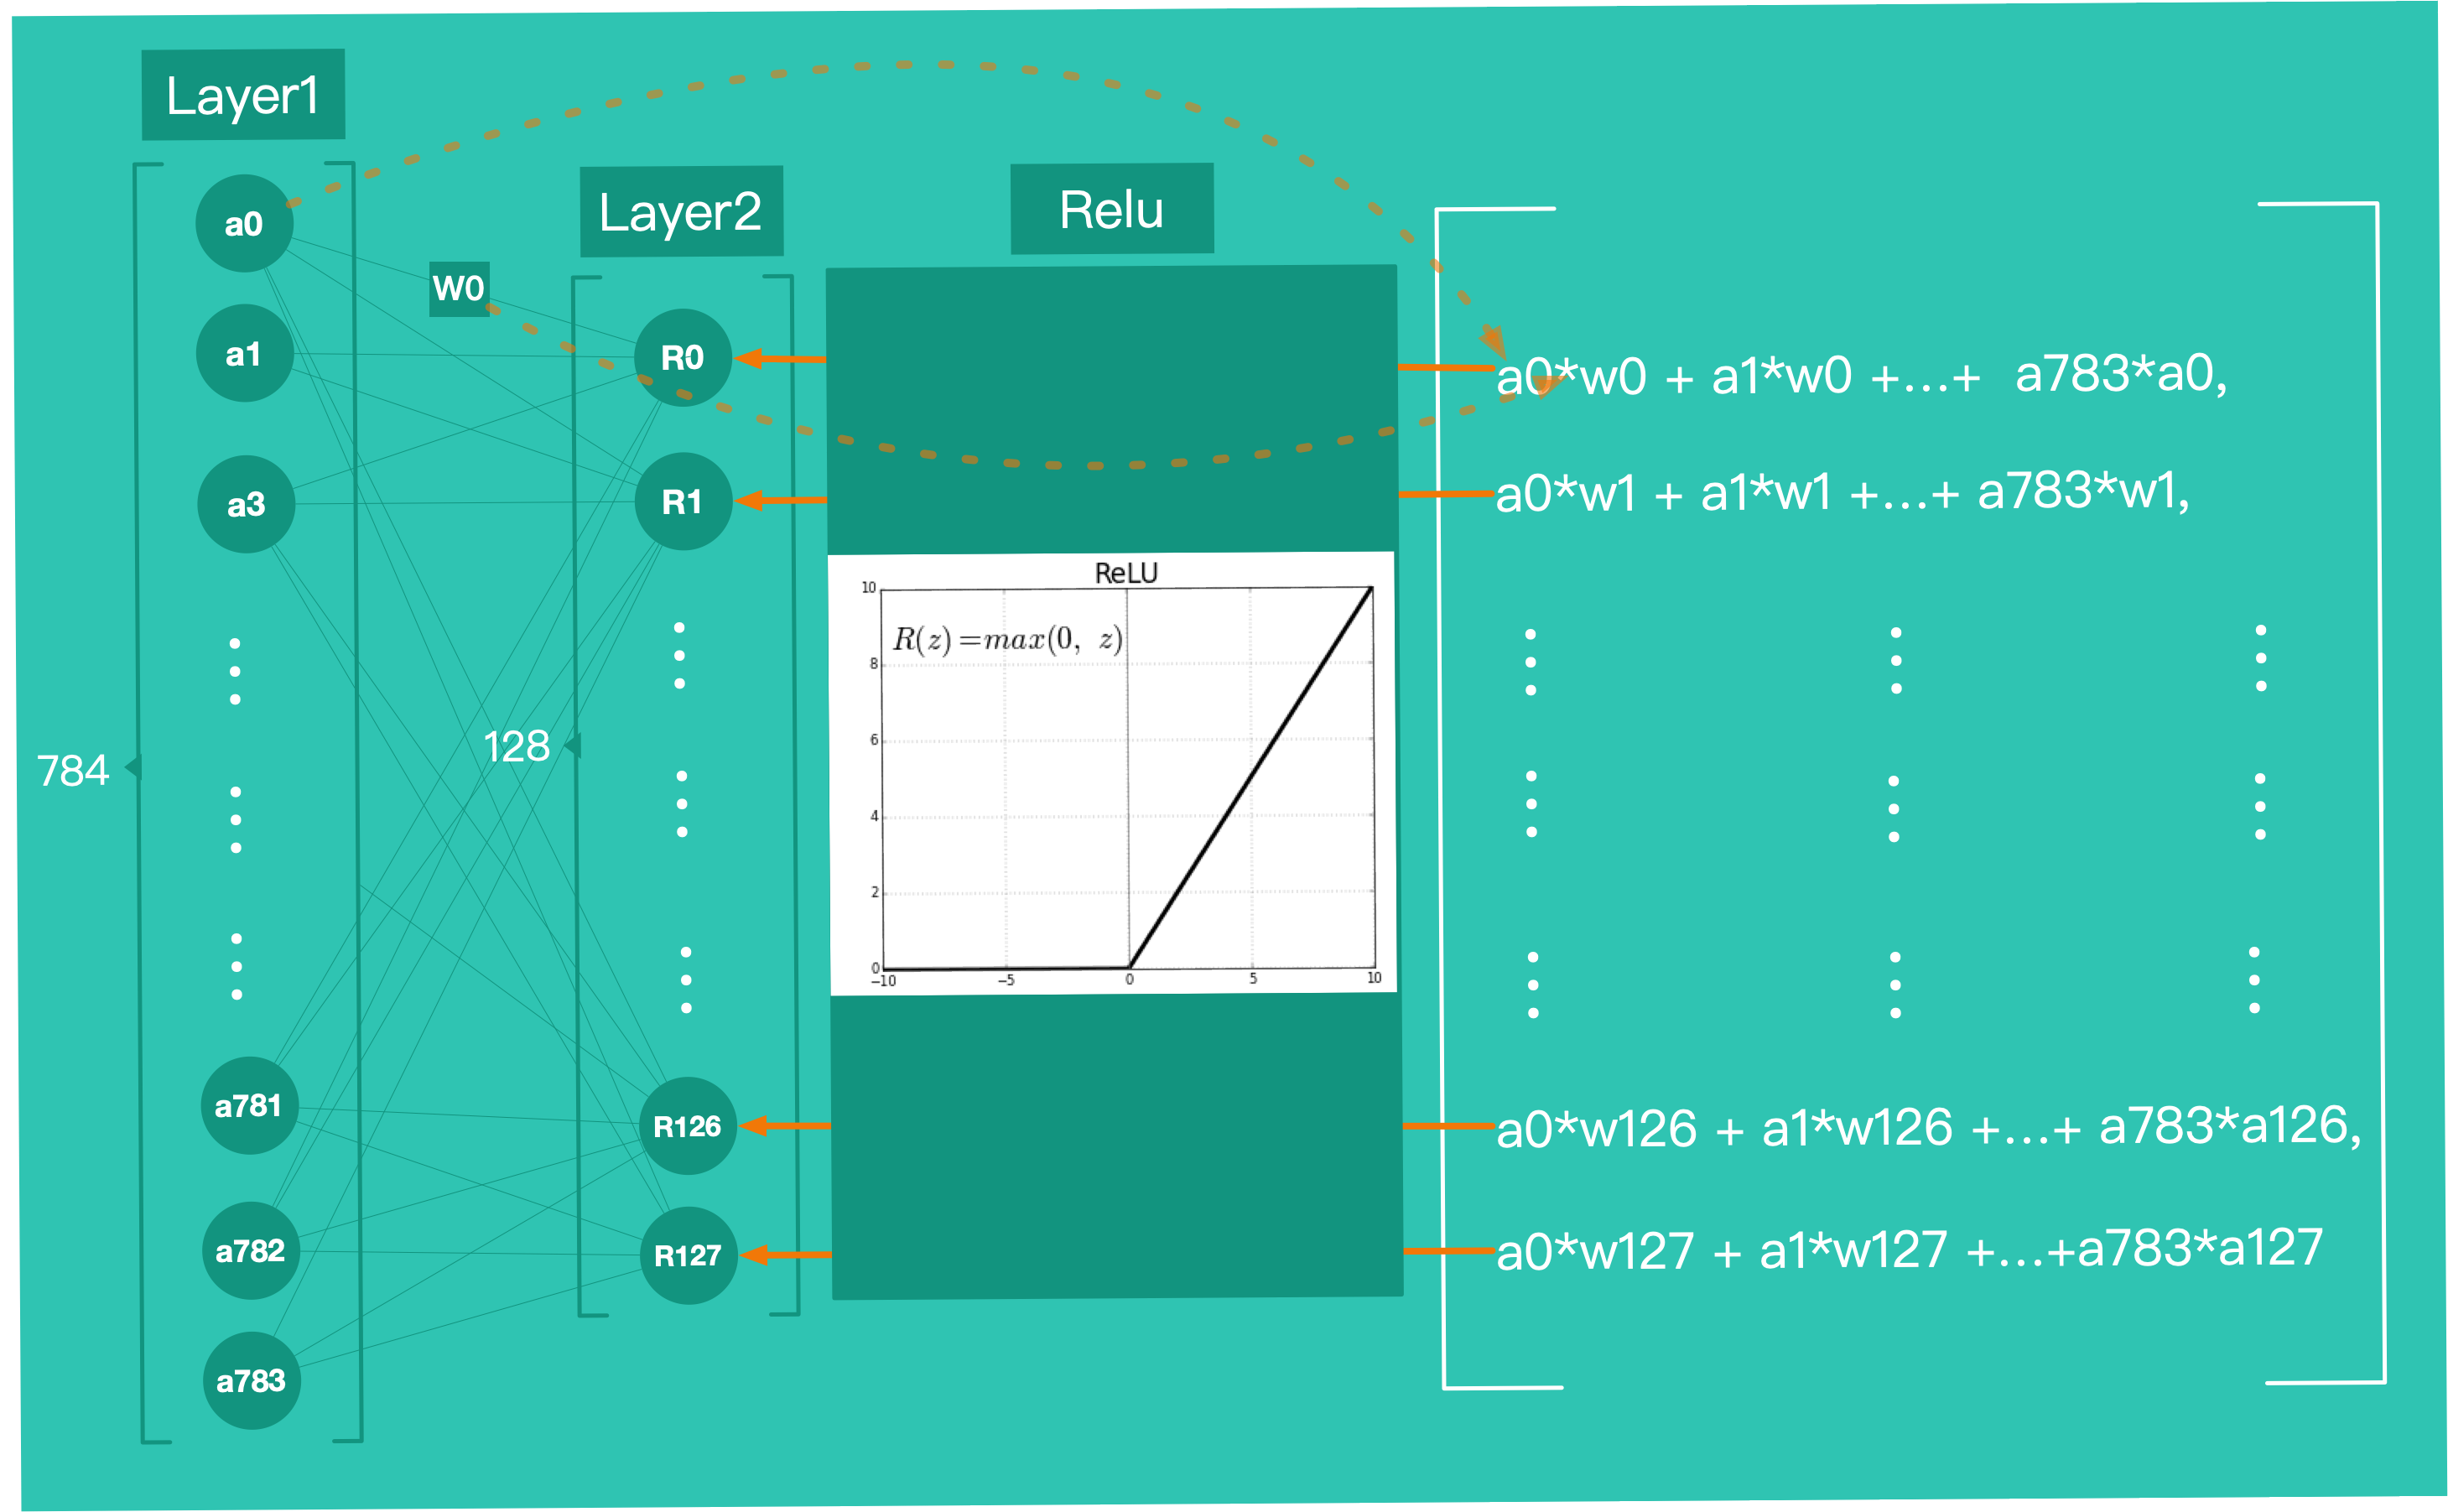 Layer1
Layer2
Relu
a0
a1
a3
a781
a782
a783
784
W0
128
R0
R1
R126
R127
ReLU
R(z)=max(0, z)
10
8
6
4
2
0
−10
−5
0
5
10
a0*w0 + a1*w0 +...+ a783*a0,
a0*w1 + a1*w1 +...+ a783*w1,
a0*w126 + a1*w126 +...+ a783*a126,
a0*w127 + a1*w127 +...+a783*a127